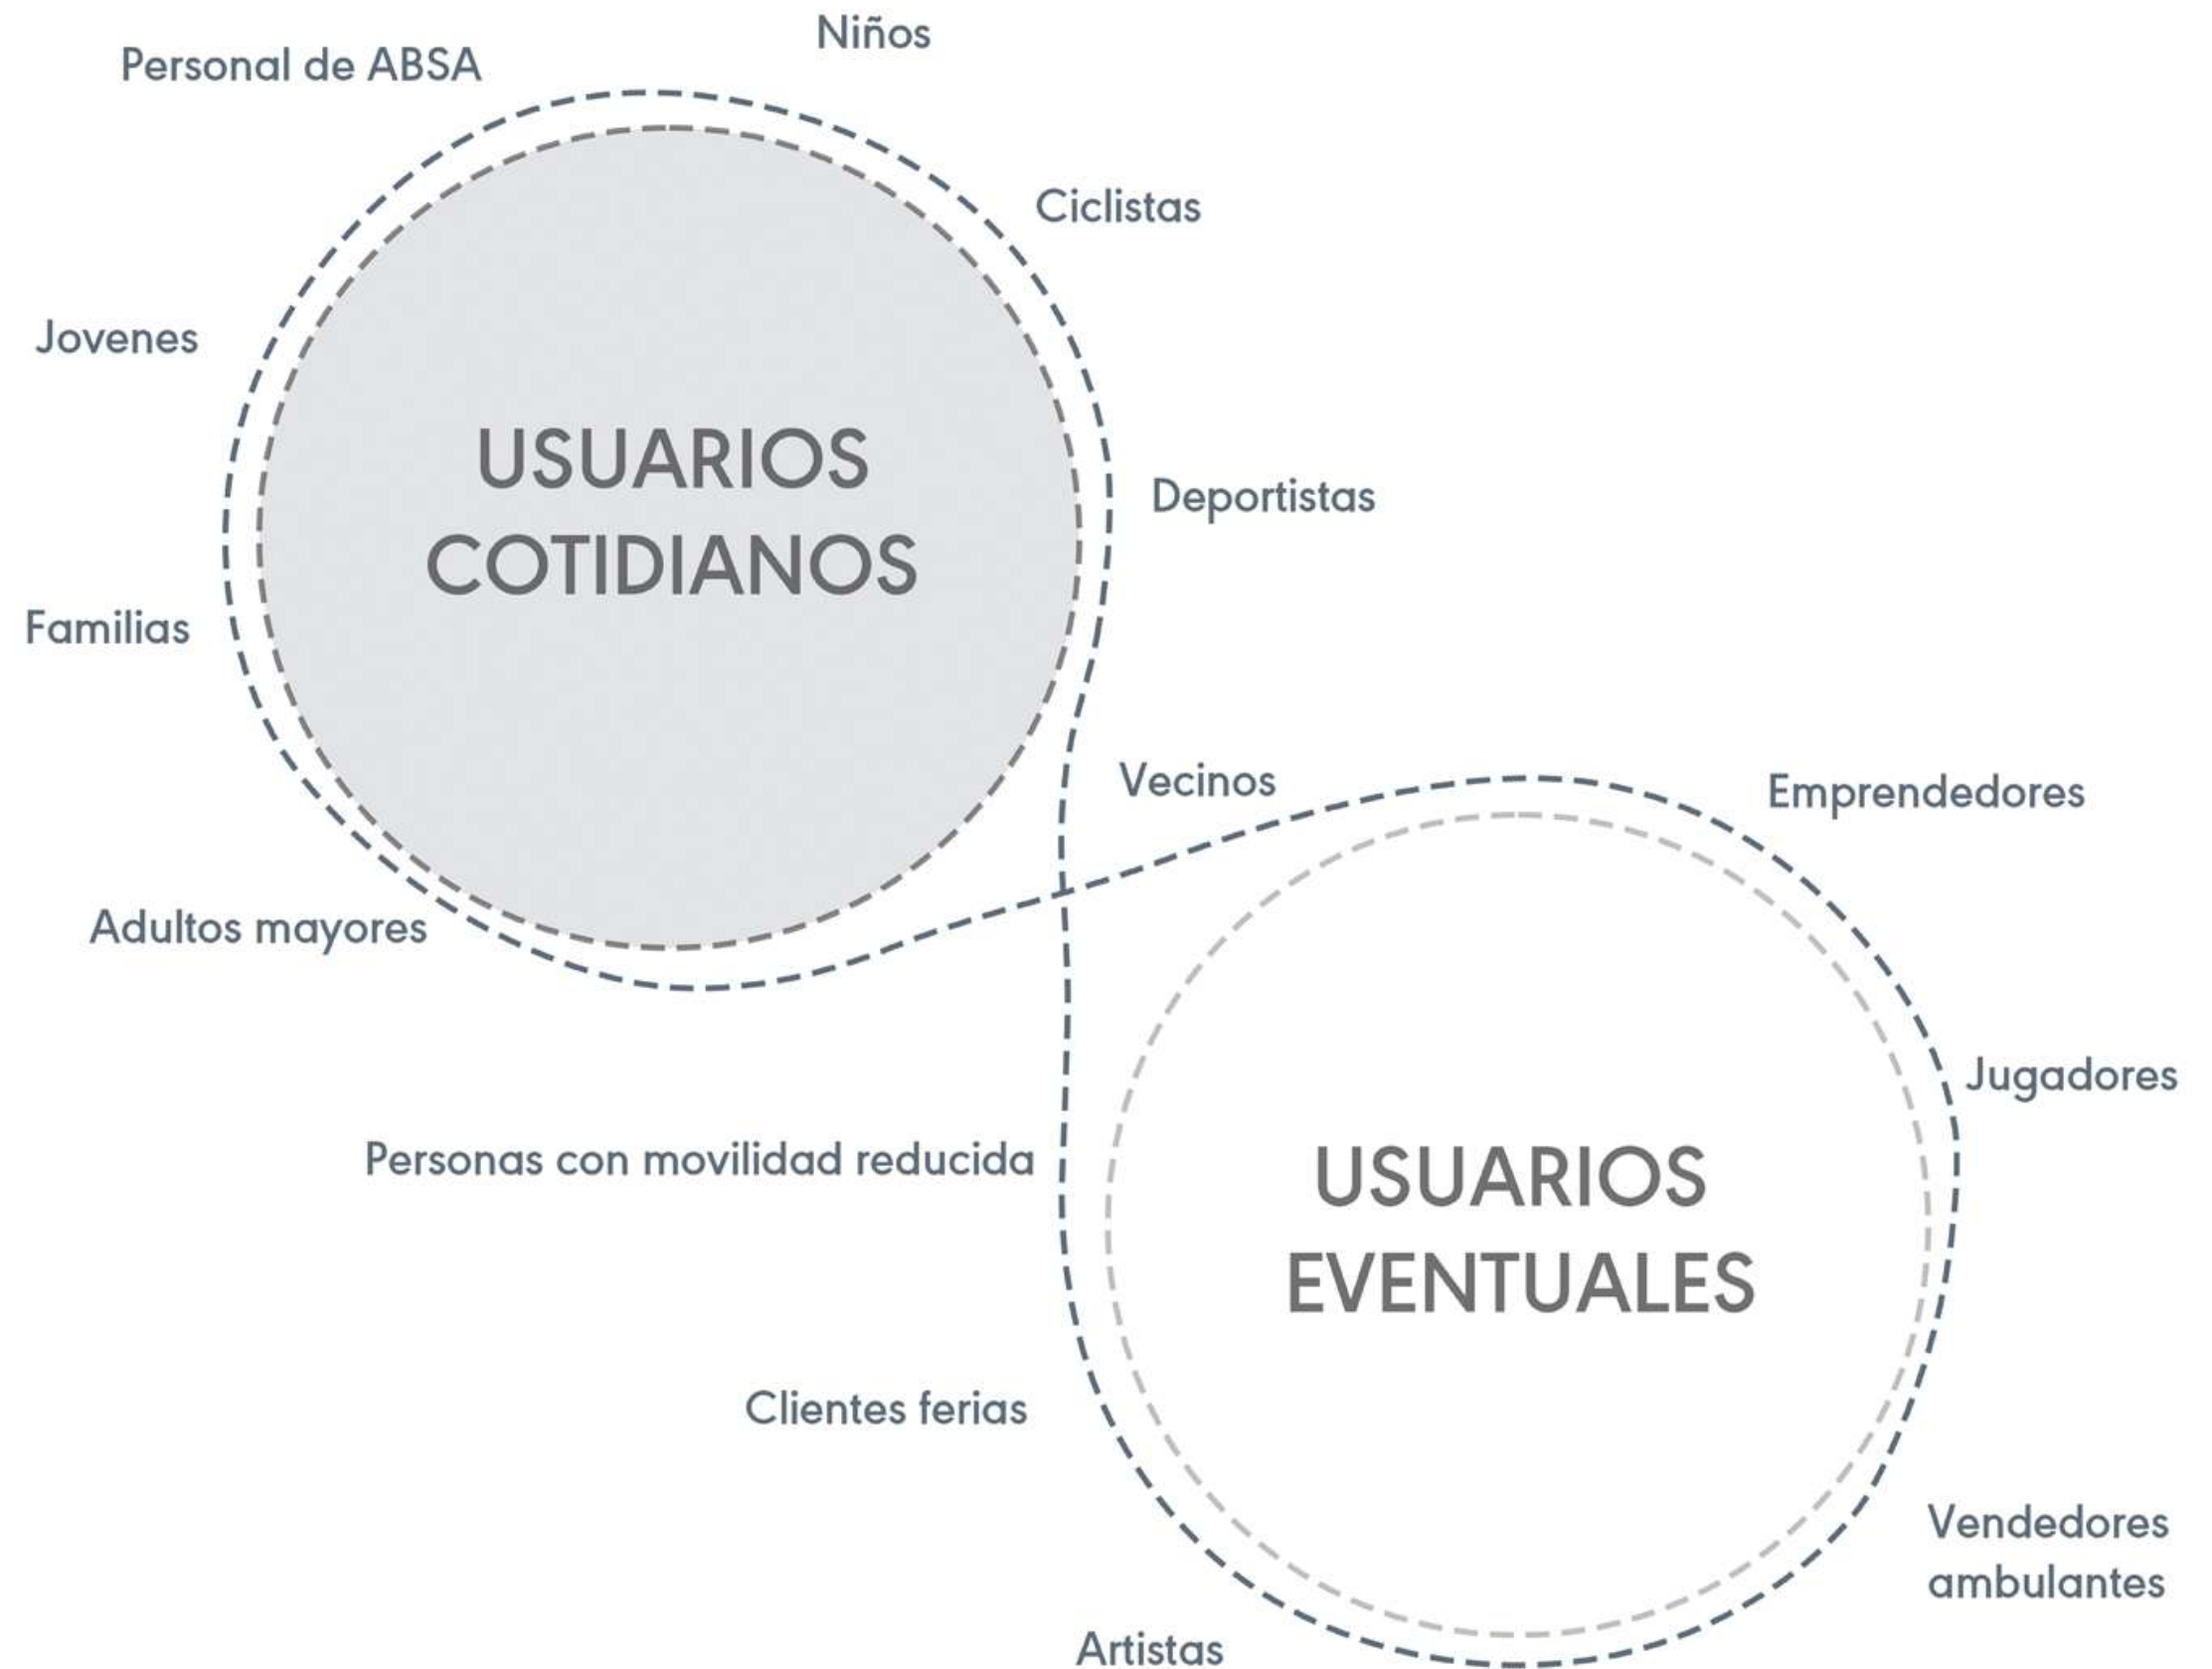 Niños
Personal de ABSA
Ciclistas
Jovenes
USUARIOS
COTIDIANOS
Deportistas
Familias
Vecinos
Emprendedores
Adultos mayores
Jugadores
Personas con movilidad reducida
USUARIOS
EVENTUALES
Clientes ferias
Vendedores
ambulantes
Artistas